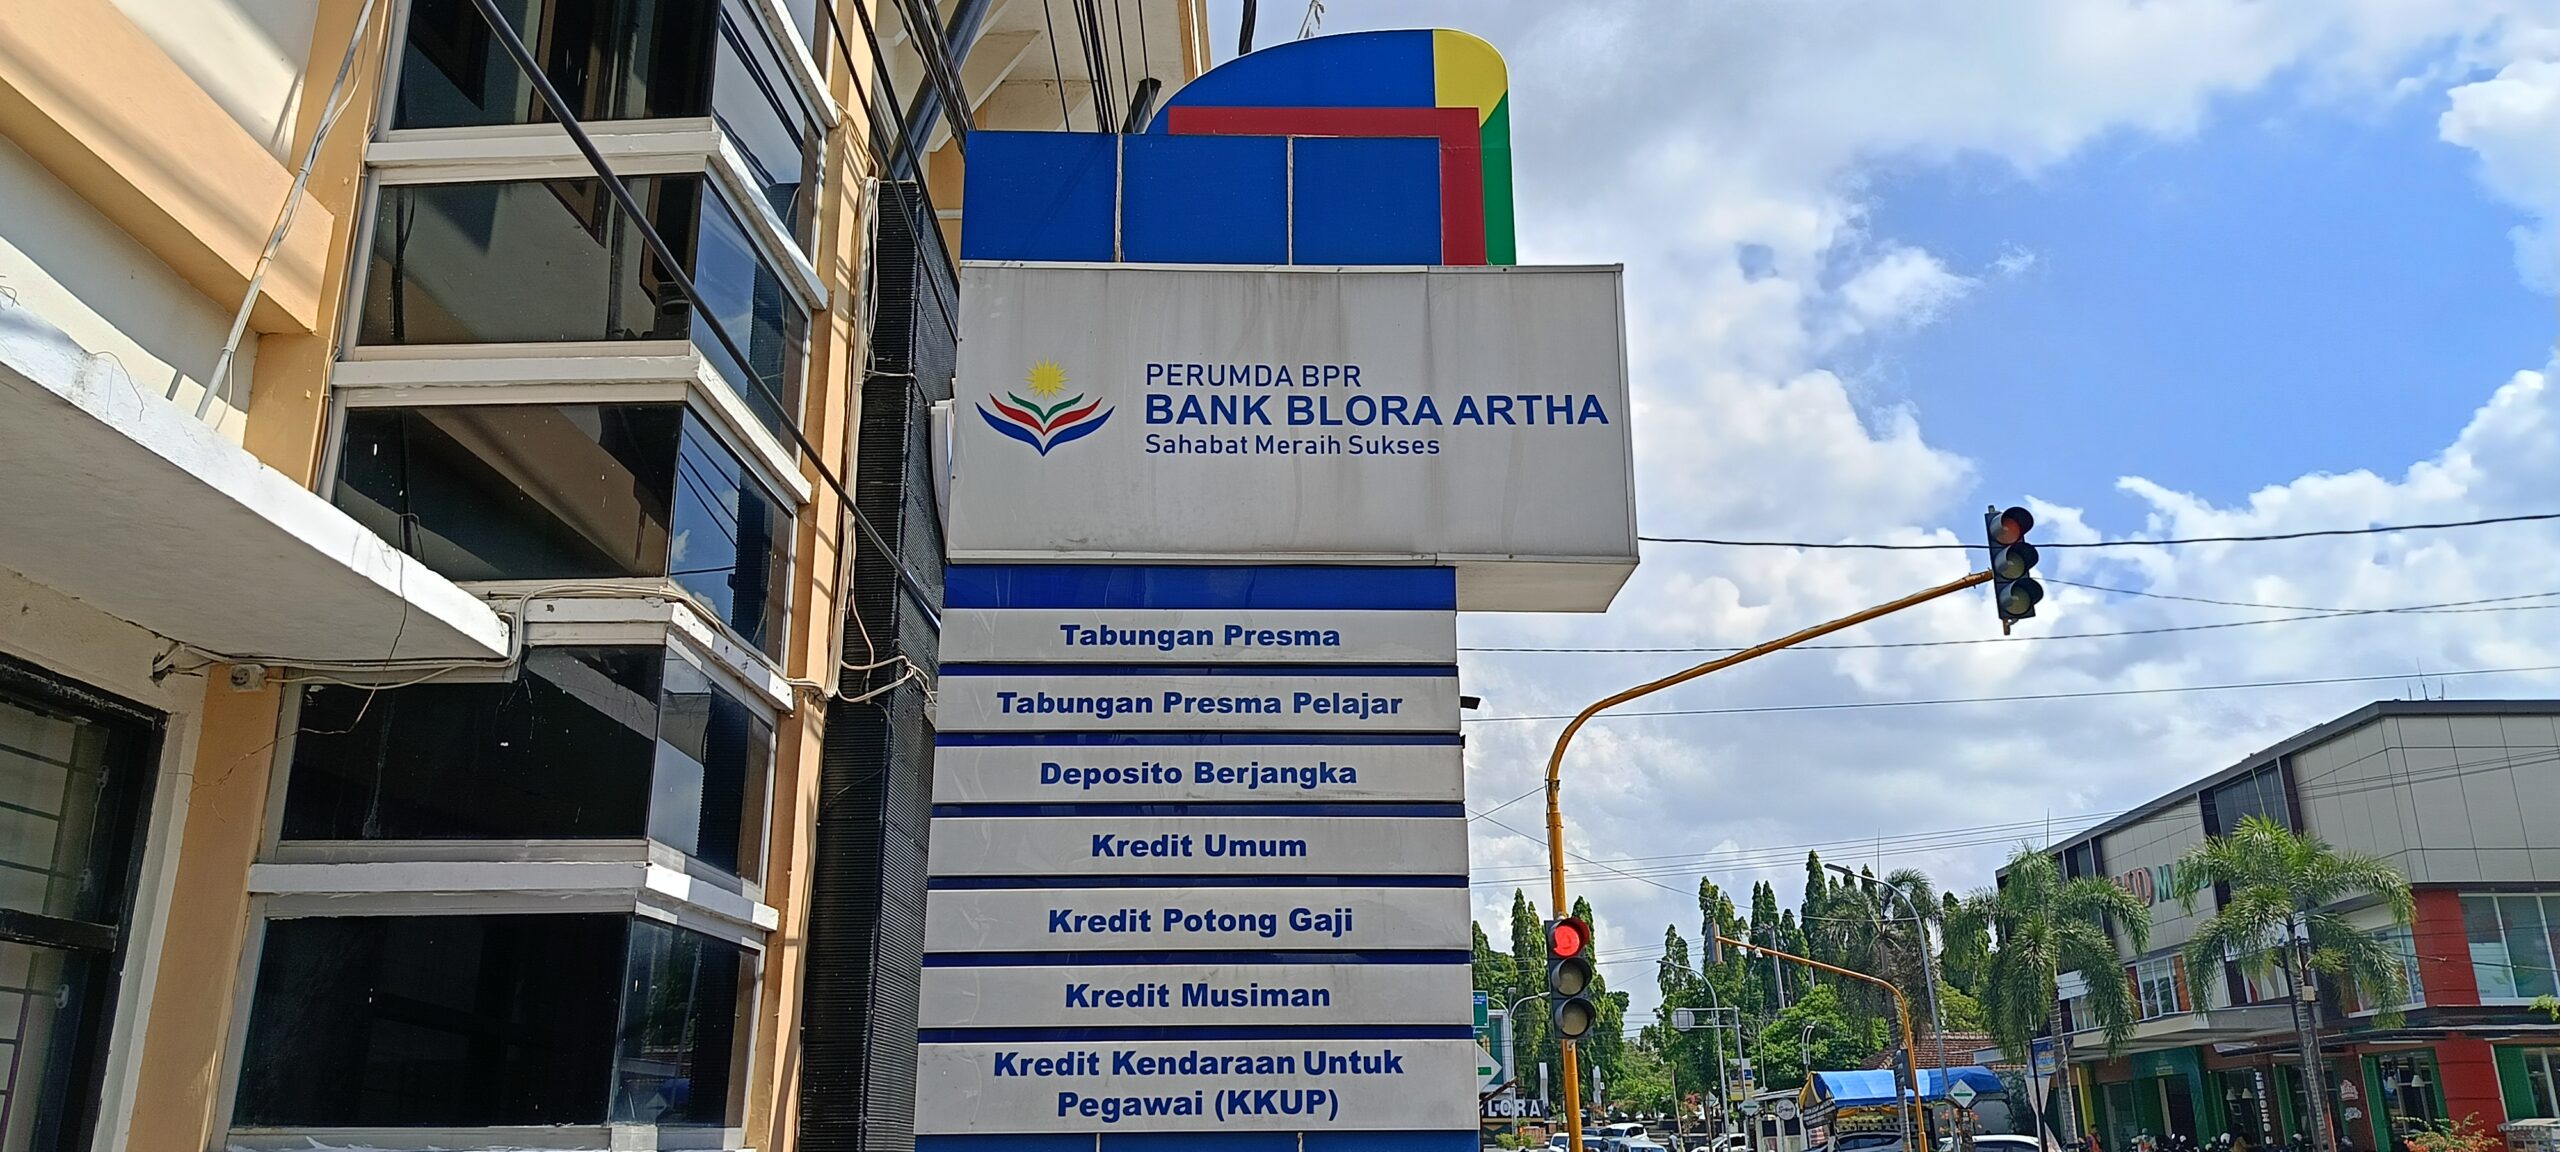 PERUMDA BPR
BANK BLORA ARTHA
Sahabat Meraih Sukses
Tabungan Presma
Tabungan Presma Pelajar
Deposito Berjangka
Kredit Umum
Kredit Potong Gaji
Kredit Musiman
Kredit Kendaraan Untuk
Pegawai (KKUP)
BLORA